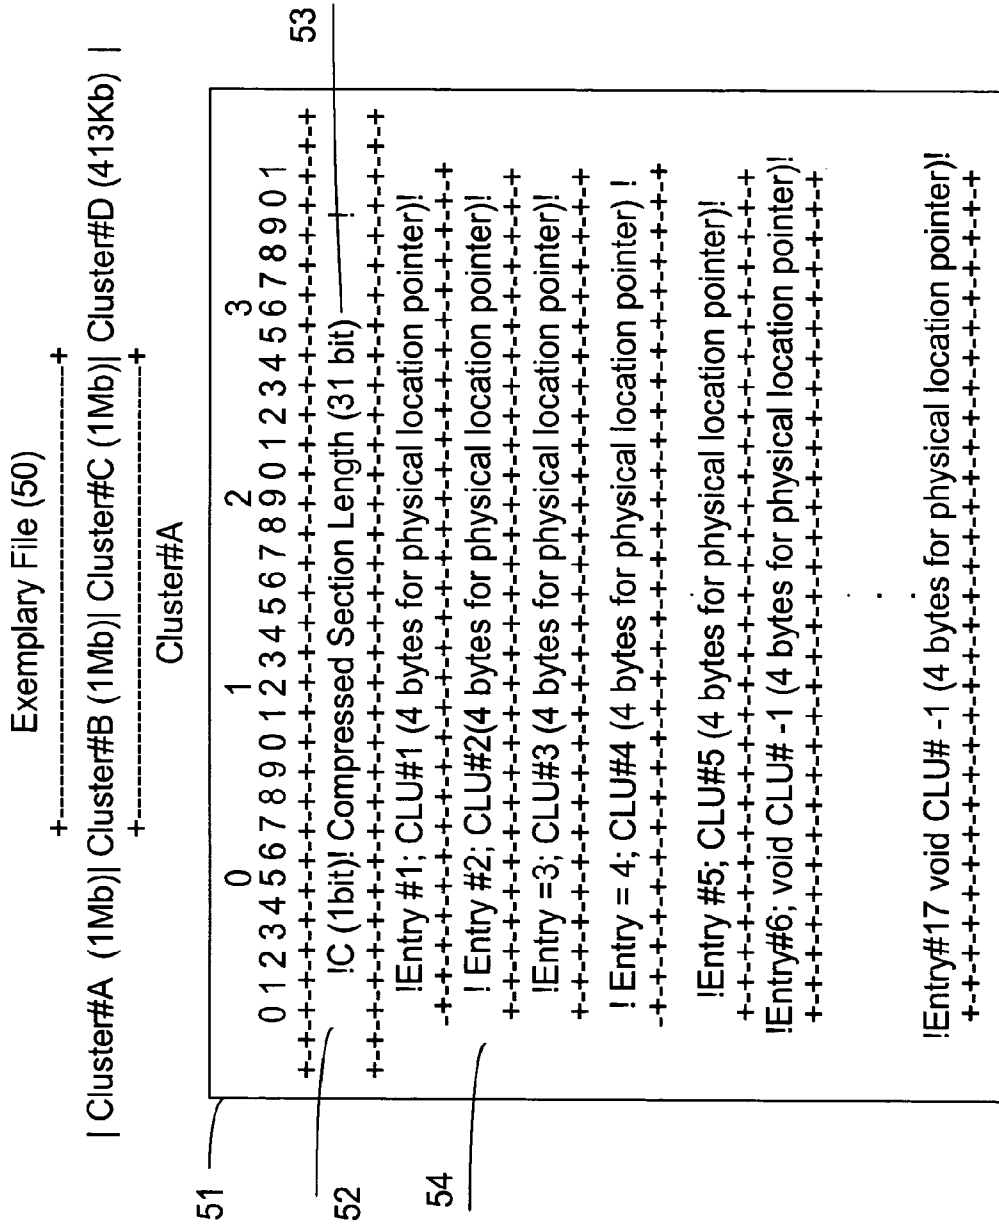 Exemplary File (50)
+-----------------------------------+
| Cluster#A (1Mb)| Cluster#B (1Mb)| Cluster#C (1Mb)| Cluster#D (413Kb) |
+-----------------------------------+
Cluster#A
51
0 1 2 3
0 1 2 3 4 5 6 7 8 9 0 1 2 3 4 5 6 7 8 9 0 1 2 3 4 5 6 7 8 9 0 1
+-+-+-+-+-+-+-+-+-+-+-+-+-+-+-+-+-+-+-+-+-+-+-+-+-+-+-+-+-+-+-+-+
52
!C (1bit)! Compressed Section Length (31 bit) !
53
+-+-+-+-+-+-+-+-+-+-+-+-+-+-+-+-+-+-+-+-+-+-+-+-+-+-+-+-+-+-+-+-+
!Entry #1; CLU#1 (4 bytes for physical location pointer)!
-+-+-+-+-+-+-+-+-+-+-+-+-+-+-+-+-+-+-+-+-+-+-+-+-+-+-+-+
54
! Entry #2; CLU#2(4 bytes for physical location pointer)!
+-+-+-+-+-+-+-+-+-+-+-+-+-+-+-+-+-+-+-+-+-+-+-+-+-+-+-+-+
!Entry =3; CLU#3 (4 bytes for physical location pointer)!
+-+-+-+-+-+-+-+-+-+-+-+-+-+-+-+-+-+-+-+-+-+-+-+-+-+-+-+-+
! Entry = 4; CLU#4 (4 bytes for physical location pointer) !
-+-+-+-+-+-+-+-+-+-+-+-+-+-+-+-+-+-+-+-+-+-+-+-+-+-+-+-+
!Entry #5; CLU#5 (4 bytes for physical location pointer)!
+-+-+-+-+-+-+-+-+-+-+-+-+-+-+-+-+-+-+-+-+-+-+-+-+-+-+-+-+
!Entry#6; void CLU# -1 (4 bytes for physical location pointer)!
+-+-+-+-+-+-+-+-+-+-+-+-+-+-+-+-+-+-+-+-+-+-+-+-+-+-+-+-+
.
.
!Entry#17 void CLU# -1 (4 bytes for physical location pointer)!
+-+-+-+-+-+-+-+-+-+-+-+-+-+-+-+-+-+-+-+-+-+-+-+-+-+-+-+-+